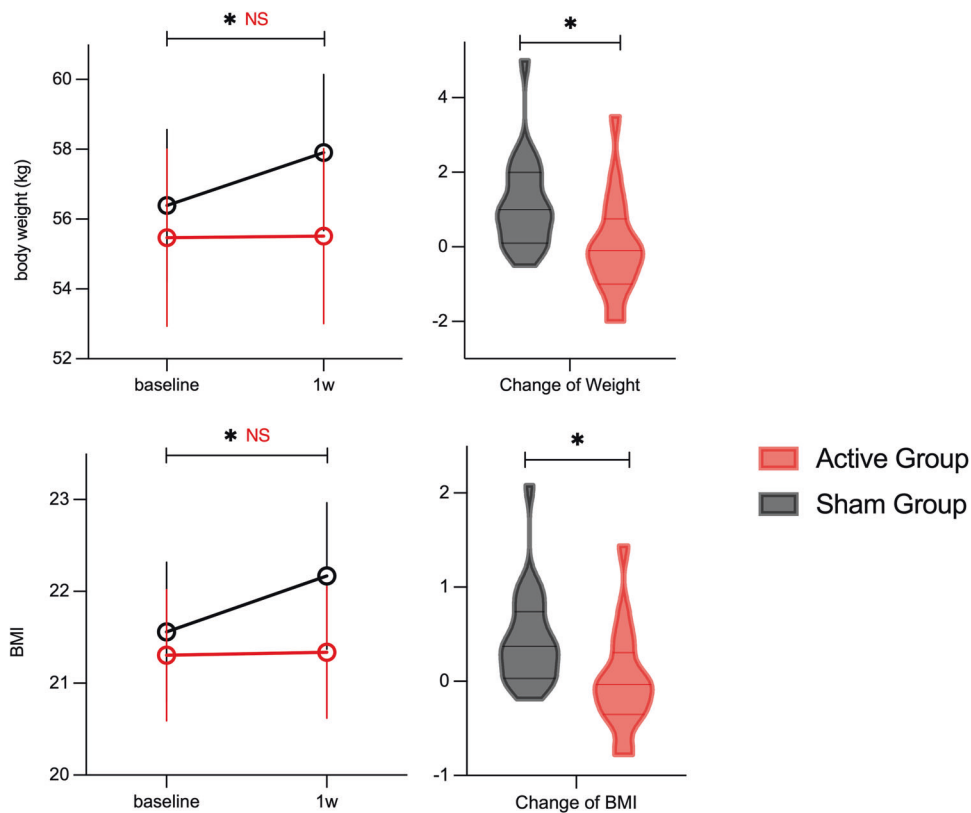 * NS
60
58
56
54
52
body weight (kg)
baseline 1w
*
4
2
0
-2
Change of Weight
* NS
23
22
21
20
BMI
baseline 1w
*
2
1
0
-1
Change of BMI
Active Group
Sham Group